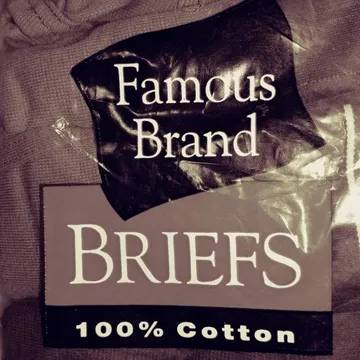 Famous
Brand
BRIEFS
100% Cotton